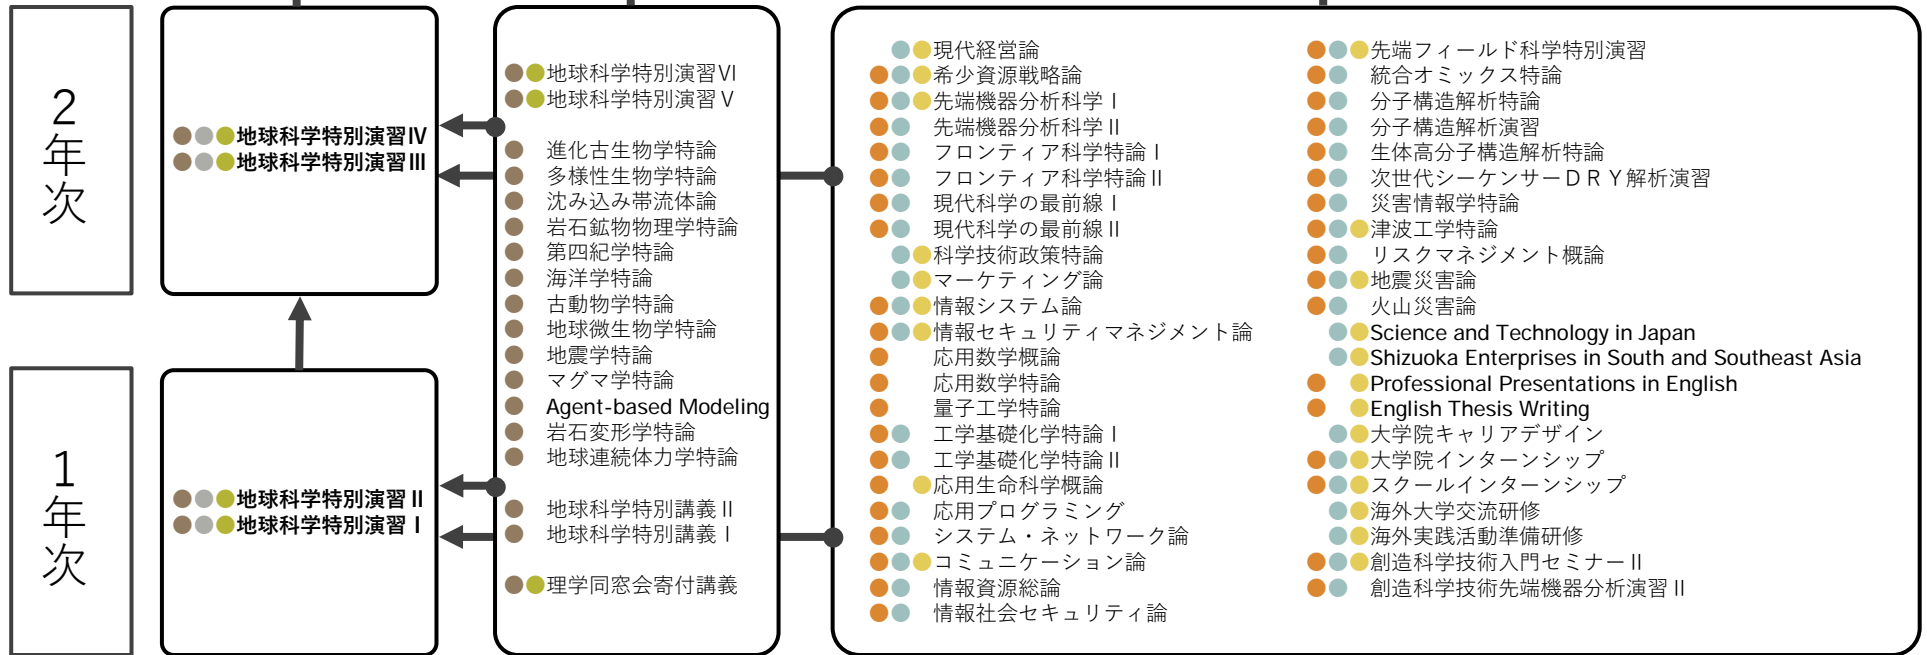 2年次
地球科学特別演習Ⅳ
地球科学特別演習Ⅲ
1年次
地球科学特別演習Ⅱ
地球科学特別演習Ⅰ
地球科学特別演習Ⅵ
地球科学特別演習Ⅴ
進化古生物学特論
多様性生物学特論
沈み込み帯流体論
岩石鉱物物理学特論
第四紀学特論
海洋学特論
古動物学特論
地球微生物学特論
地震学特論
マグマ学特論
Agent-based Modeling
岩石変形学特論
地球連続体力学特論
地球科学特別講義Ⅱ
地球科学特別講義Ⅰ
理学同窓会寄付講義
現代経営論
希少資源戦略論
先端機器分析科学Ⅰ
先端機器分析科学Ⅱ
フロンティア科学特論Ⅰ
フロンティア科学特論Ⅱ
現代科学の最前線Ⅰ
現代科学の最前線Ⅱ
科学技術政策特論
マーケティング論
情報システム論
情報セキュリティマネジメント論
応用数学概論
応用数学特論
量子工学特論
工学基礎化学特論Ⅰ
工学基礎化学特論Ⅱ
応用生命科学概論
応用プログラミング
システム・ネットワーク論
コミュニケーション論
情報資源総論
情報社会セキュリティ論
先端フィールド科学特別演習
統合オミックス特論
分子構造解析特論
分子構造解析演習
生体高分子構造解析特論
次世代シーケンサーＤＲＹ解析演習
災害情報学特論
津波工学特論
リスクマネジメント概論
地震災害論
火山災害論
Science and Technology in Japan
Shizuoka Enterprises in South and Southeast Asia
Professional Presentations in English
English Thesis Writing
大学院キャリアデザイン
大学院インターンシップ
スクールインターンシップ
海外大学交流研修
海外実践活動準備研修
創造科学技術入門セミナーⅡ
創造科学技術先端機器分析演習Ⅱ